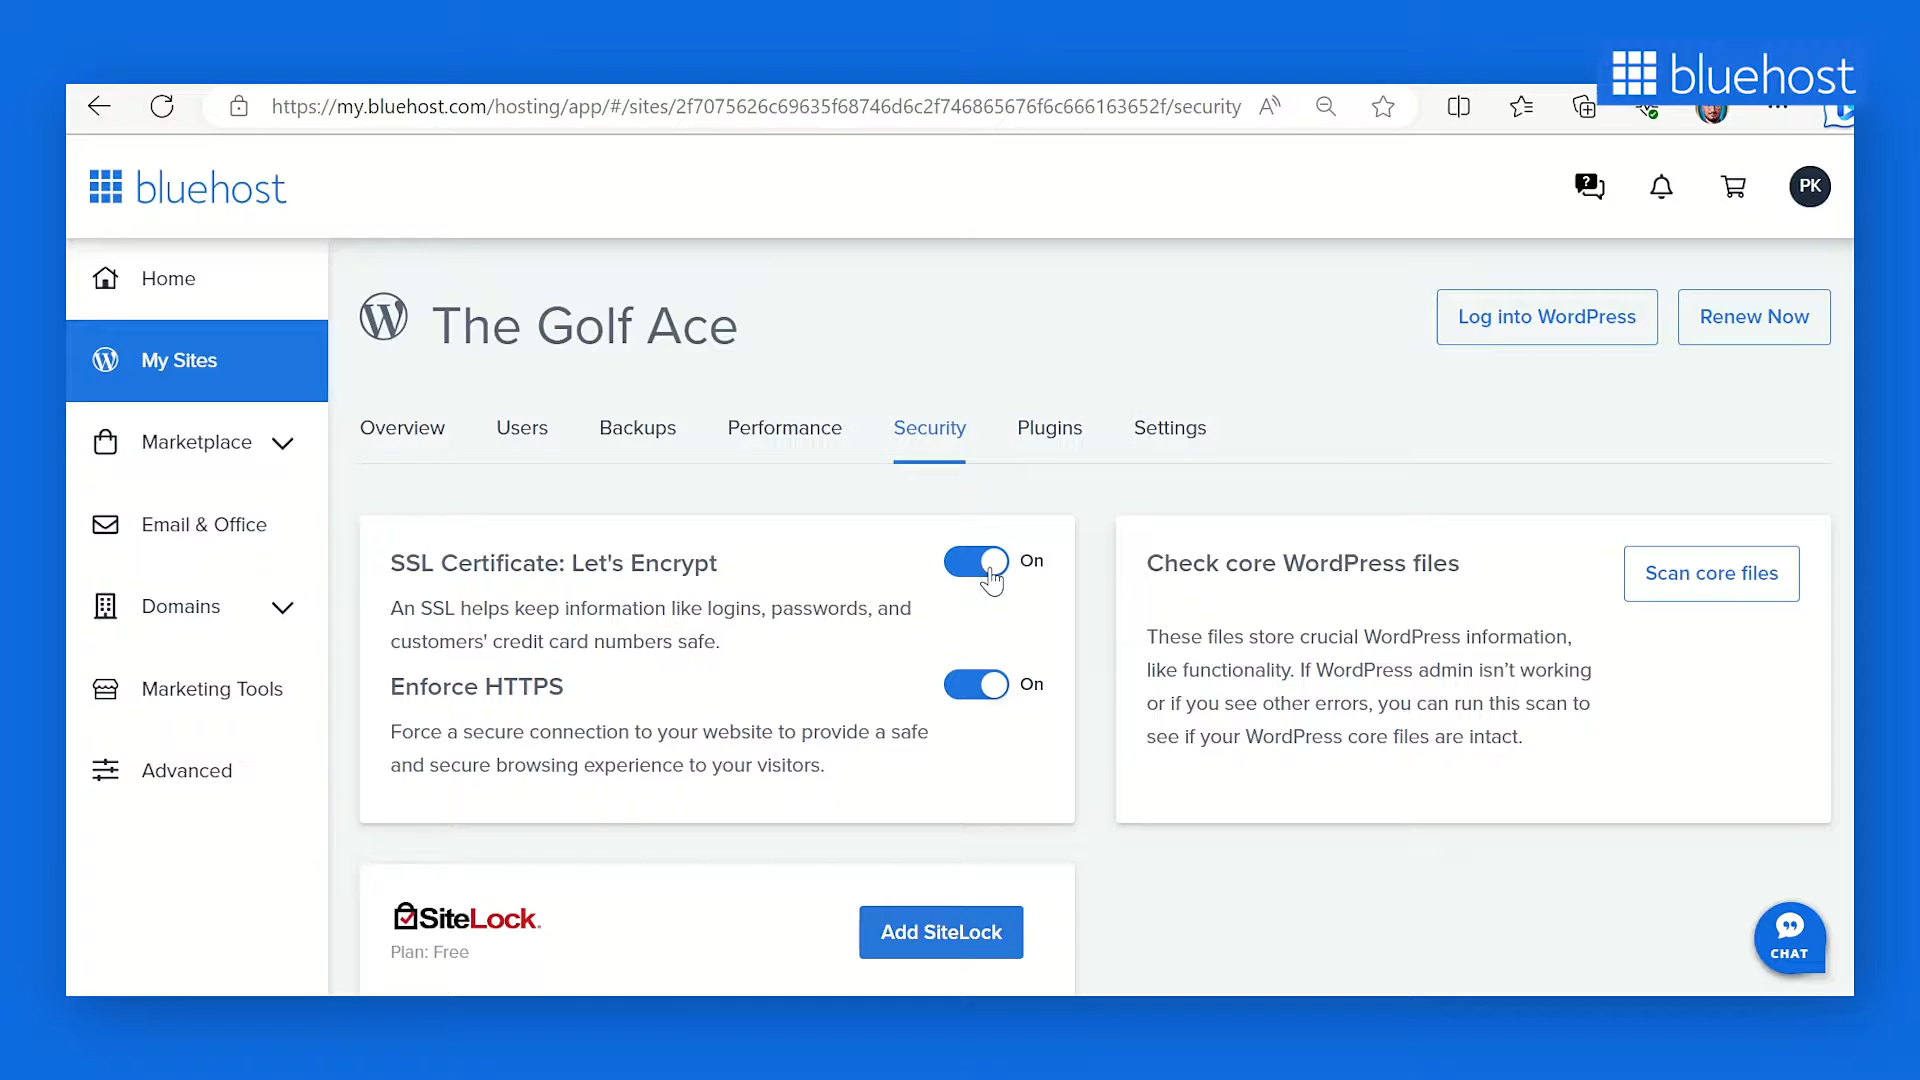 bluehost
https://my.bluehost.com/hosting/app/#/sites/2f7075626c69635f68746d6c2f746865676f6c666163652f/security
bluehost
PK
Home
My Sites
Marketplace
Email & Office
Domains
Marketing Tools
Advanced
The Golf Ace
Log into WordPress
Renew Now
Overview
Users
Backups
Performance
Security
Plugins
Settings
SSL Certificate: Let's Encrypt
On
An SSL helps keep information like logins, passwords, and
customers' credit card numbers safe.
Enforce HTTPS
On
Force a secure connection to your website to provide a safe
and secure browsing experience to your visitors.
Check core WordPress files
Scan core files
These files store crucial WordPress information,
like functionality. If WordPress admin isn’t working
or if you see other errors, you can run this scan to
see if your WordPress core files are intact.
SiteLock.
Plan: Free
Add SiteLock
CHAT